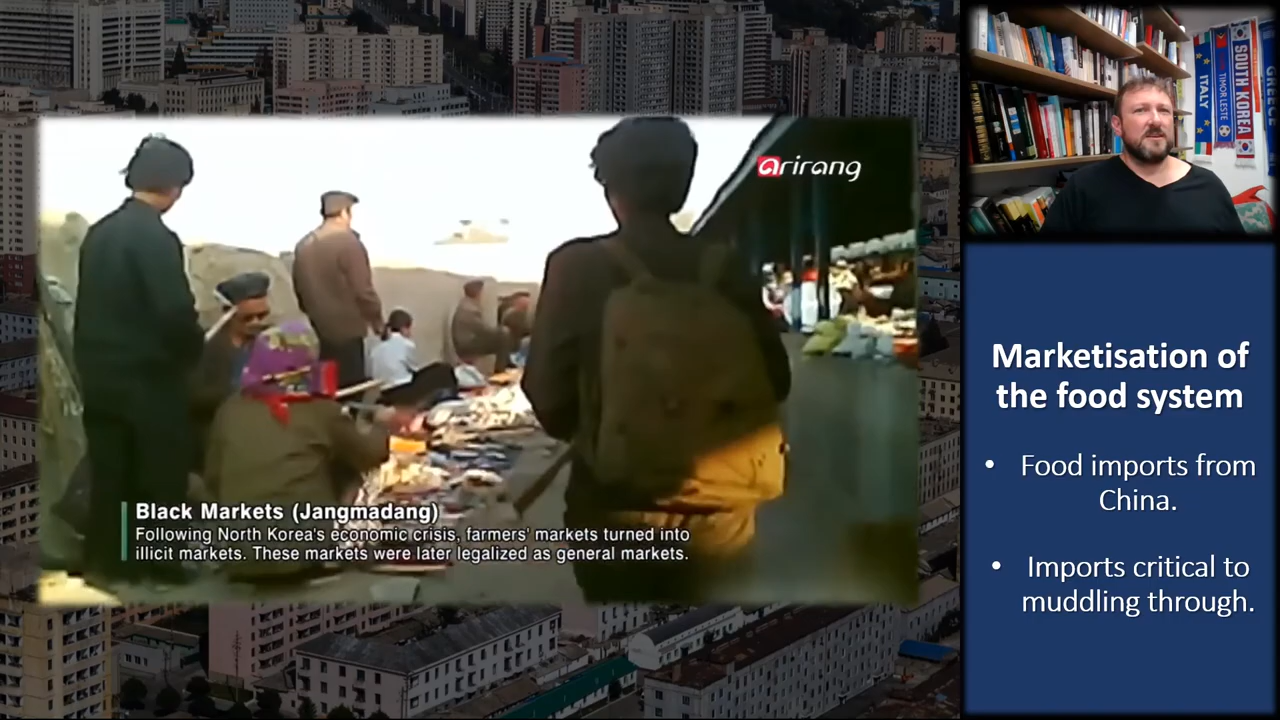 arirang
Black Markets (Jangmadang)
Following North Korea's economic crisis, farmers' markets turned into
illicit markets. These markets were later legalized as general markets.
ITALY
TIMOR LESTE
SOUTH KOREA
GREECE
Marketisation of
the food system
• Food imports from
China.
• Imports critical to
muddling through.